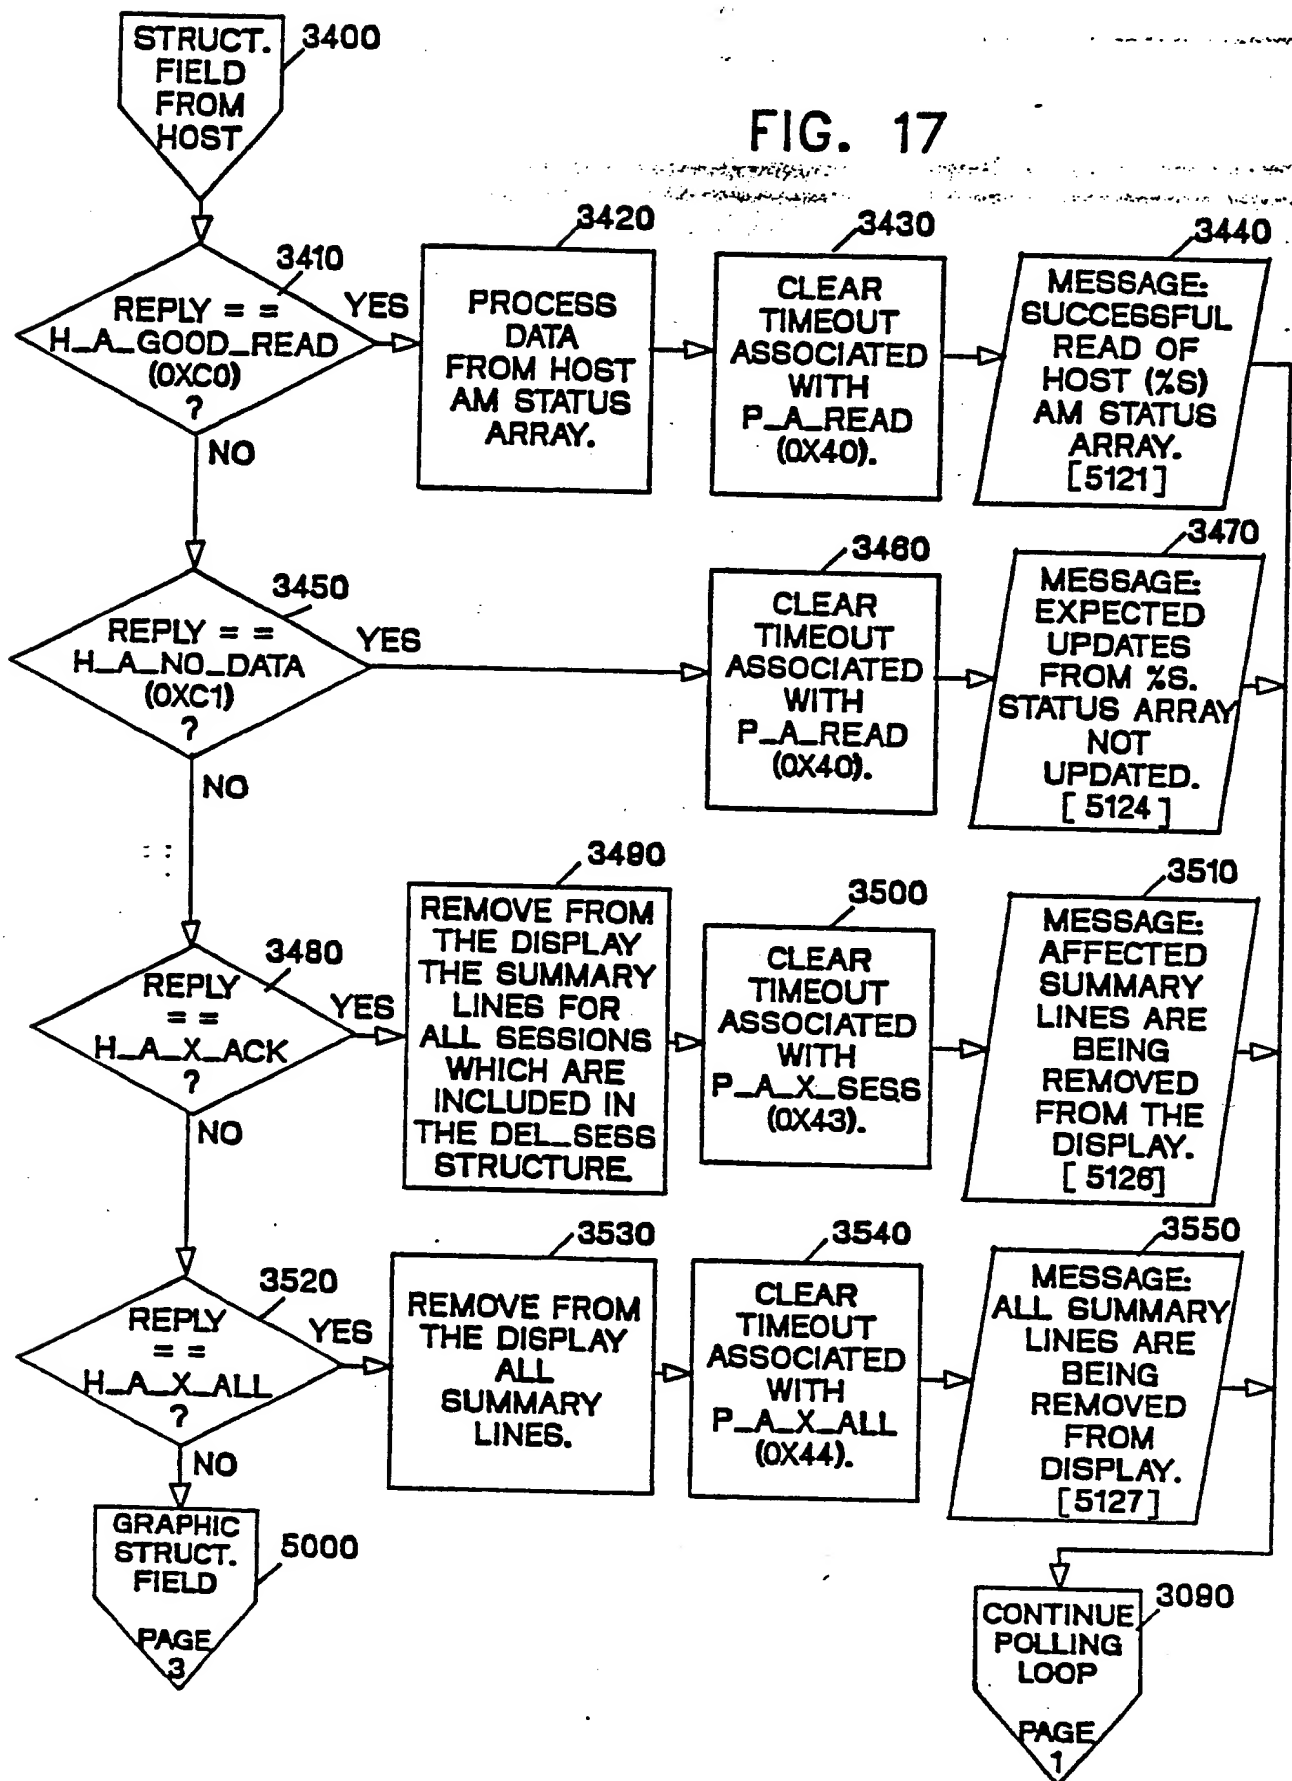 STRUCT.
FIELD
FROM
HOST
3400
FIG. 17
3410
REPLY = =
H_A_GOOD_READ
(0XC0)
?
YES
NO
3420
PROCESS
DATA
FROM HOST
AM STATUS
ARRAY.
3430
CLEAR
TIMEOUT
ASSOCIATED
WITH
P_A_READ
(0X40).
3440
MESSAGE:
SUCCESSFUL
READ OF
HOST (%S)
AM STATUS
ARRAY.
[5121]
3450
REPLY = =
H_A_NO_DATA
(0XC1)
?
YES
NO
3460
CLEAR
TIMEOUT
ASSOCIATED
WITH
P_A_READ
(0X40).
3470
MESSAGE:
EXPECTED
UPDATES
FROM %S.
STATUS ARRAY
NOT
UPDATED.
[5124]
3480
REPLY
= =
H_A_X_ACK
?
YES
NO
3490
REMOVE FROM
THE DISPLAY
THE SUMMARY
LINES FOR
ALL SESSIONS
WHICH ARE
INCLUDED IN
THE DEL_SESS
STRUCTURE.
3500
CLEAR
TIMEOUT
ASSOCIATED
WITH
P_A_X_SESS
(0X43).
3510
MESSAGE:
AFFECTED
SUMMARY
LINES ARE
BEING
REMOVED
FROM THE
DISPLAY.
[5126]
3520
REPLY
= =
H_A_X_ALL
?
YES
NO
3530
REMOVE FROM
THE DISPLAY
ALL
SUMMARY
LINES.
3540
CLEAR
TIMEOUT
ASSOCIATED
WITH
P_A_X_ALL
(0X44).
3550
MESSAGE:
ALL SUMMARY
LINES ARE
BEING
REMOVED
FROM
DISPLAY.
[5127]
GRAPHIC
STRUCT.
FIELD
PAGE
3
5000
CONTINUE
POLLING
LOOP
PAGE
1
3090